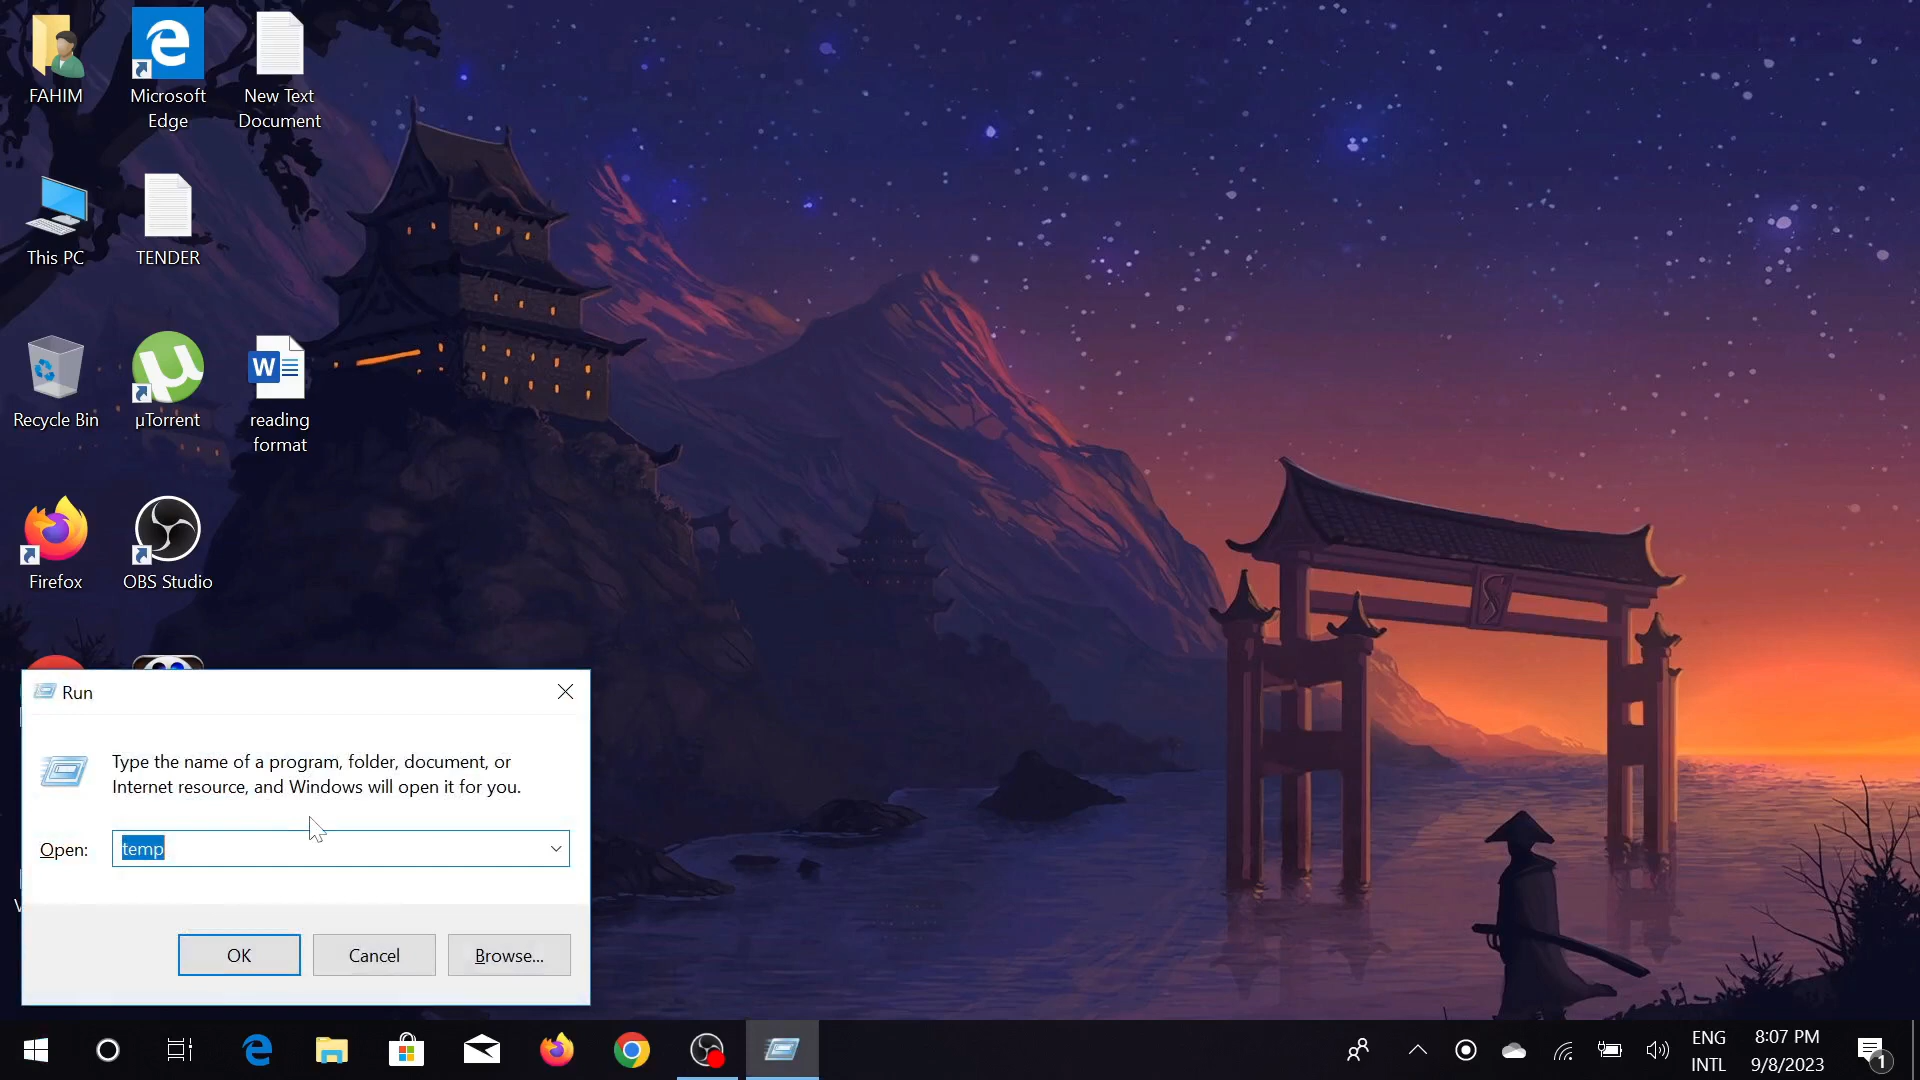 FAHIM
Microsoft
Edge
New Text
Document
This PC
TENDER
Recycle Bin
µTorrent
reading
format
W
Firefox
OBS Studio
Run
Type the name of a program, folder, document, or
Internet resource, and Windows will open it for you.
Open:
temp
OK
Cancel
Browse...
ENG
INTL
8:07 PM
9/8/2023
1